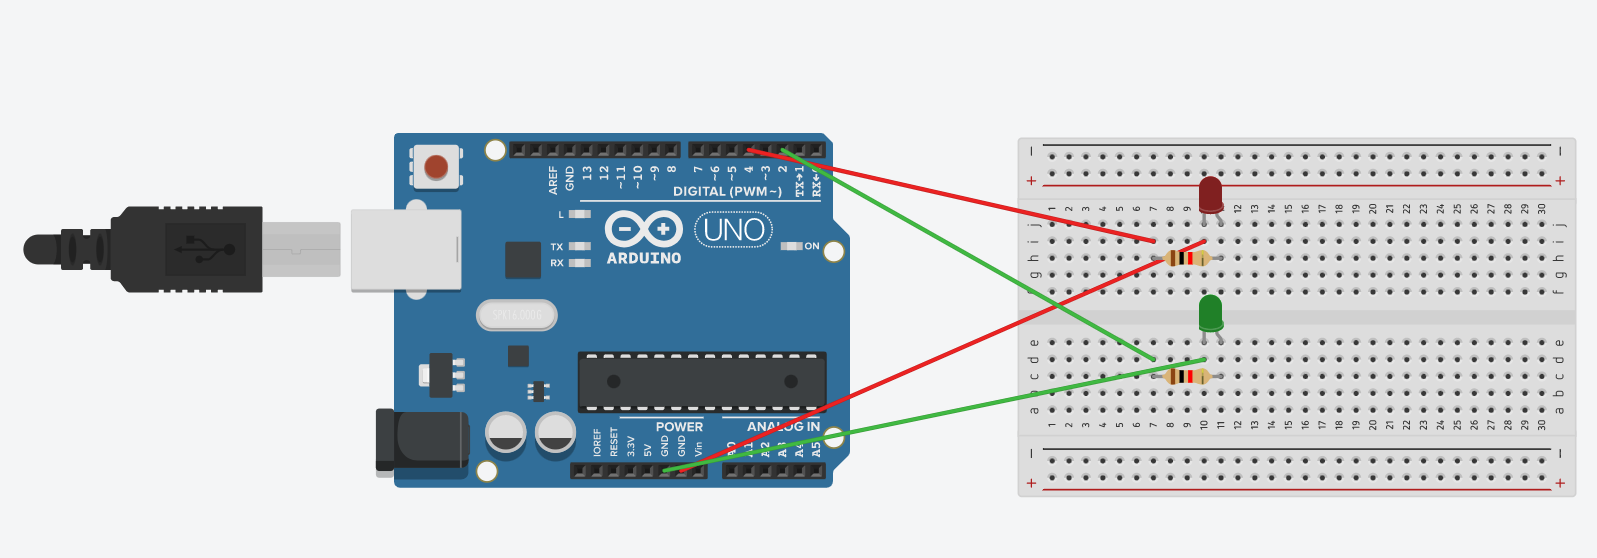 AREF
GND
13
12
~11
~10
~9
8
7
~6
~5
4
~3
2
TX→1
RX←
DIGITAL (PWM~)
L
TX
RX
ARDUINO
UNO
ON
SPK16.000G
POWER
ANALOG IN
IOREF
RESET
3.3V
5V
GND
GND
Vin
A0
A1
A2
A3
A4
A5
− −
+ +
1 2 3 4 5 6 7 8 9 12 13 14 15 16 17 18 19 20 21 22 23 24 25 26 27 28 29 30
j j
i i
h h
g g
f
e e
d d
c c
b
a a
1 2 3 4 5 6 7 8 9 10 11 12 13 14 15 16 17 18 19 20 21 22 23 24 25 26 27 28 29 30
− −
+ +